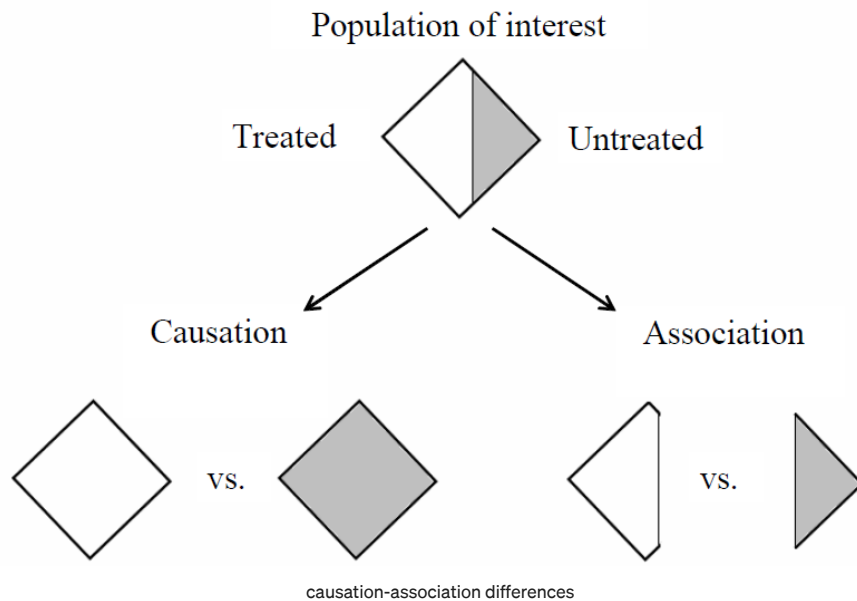 Population of interest
Treated
Untreated
Causation
Association
vs.
vs.
causation-association differences